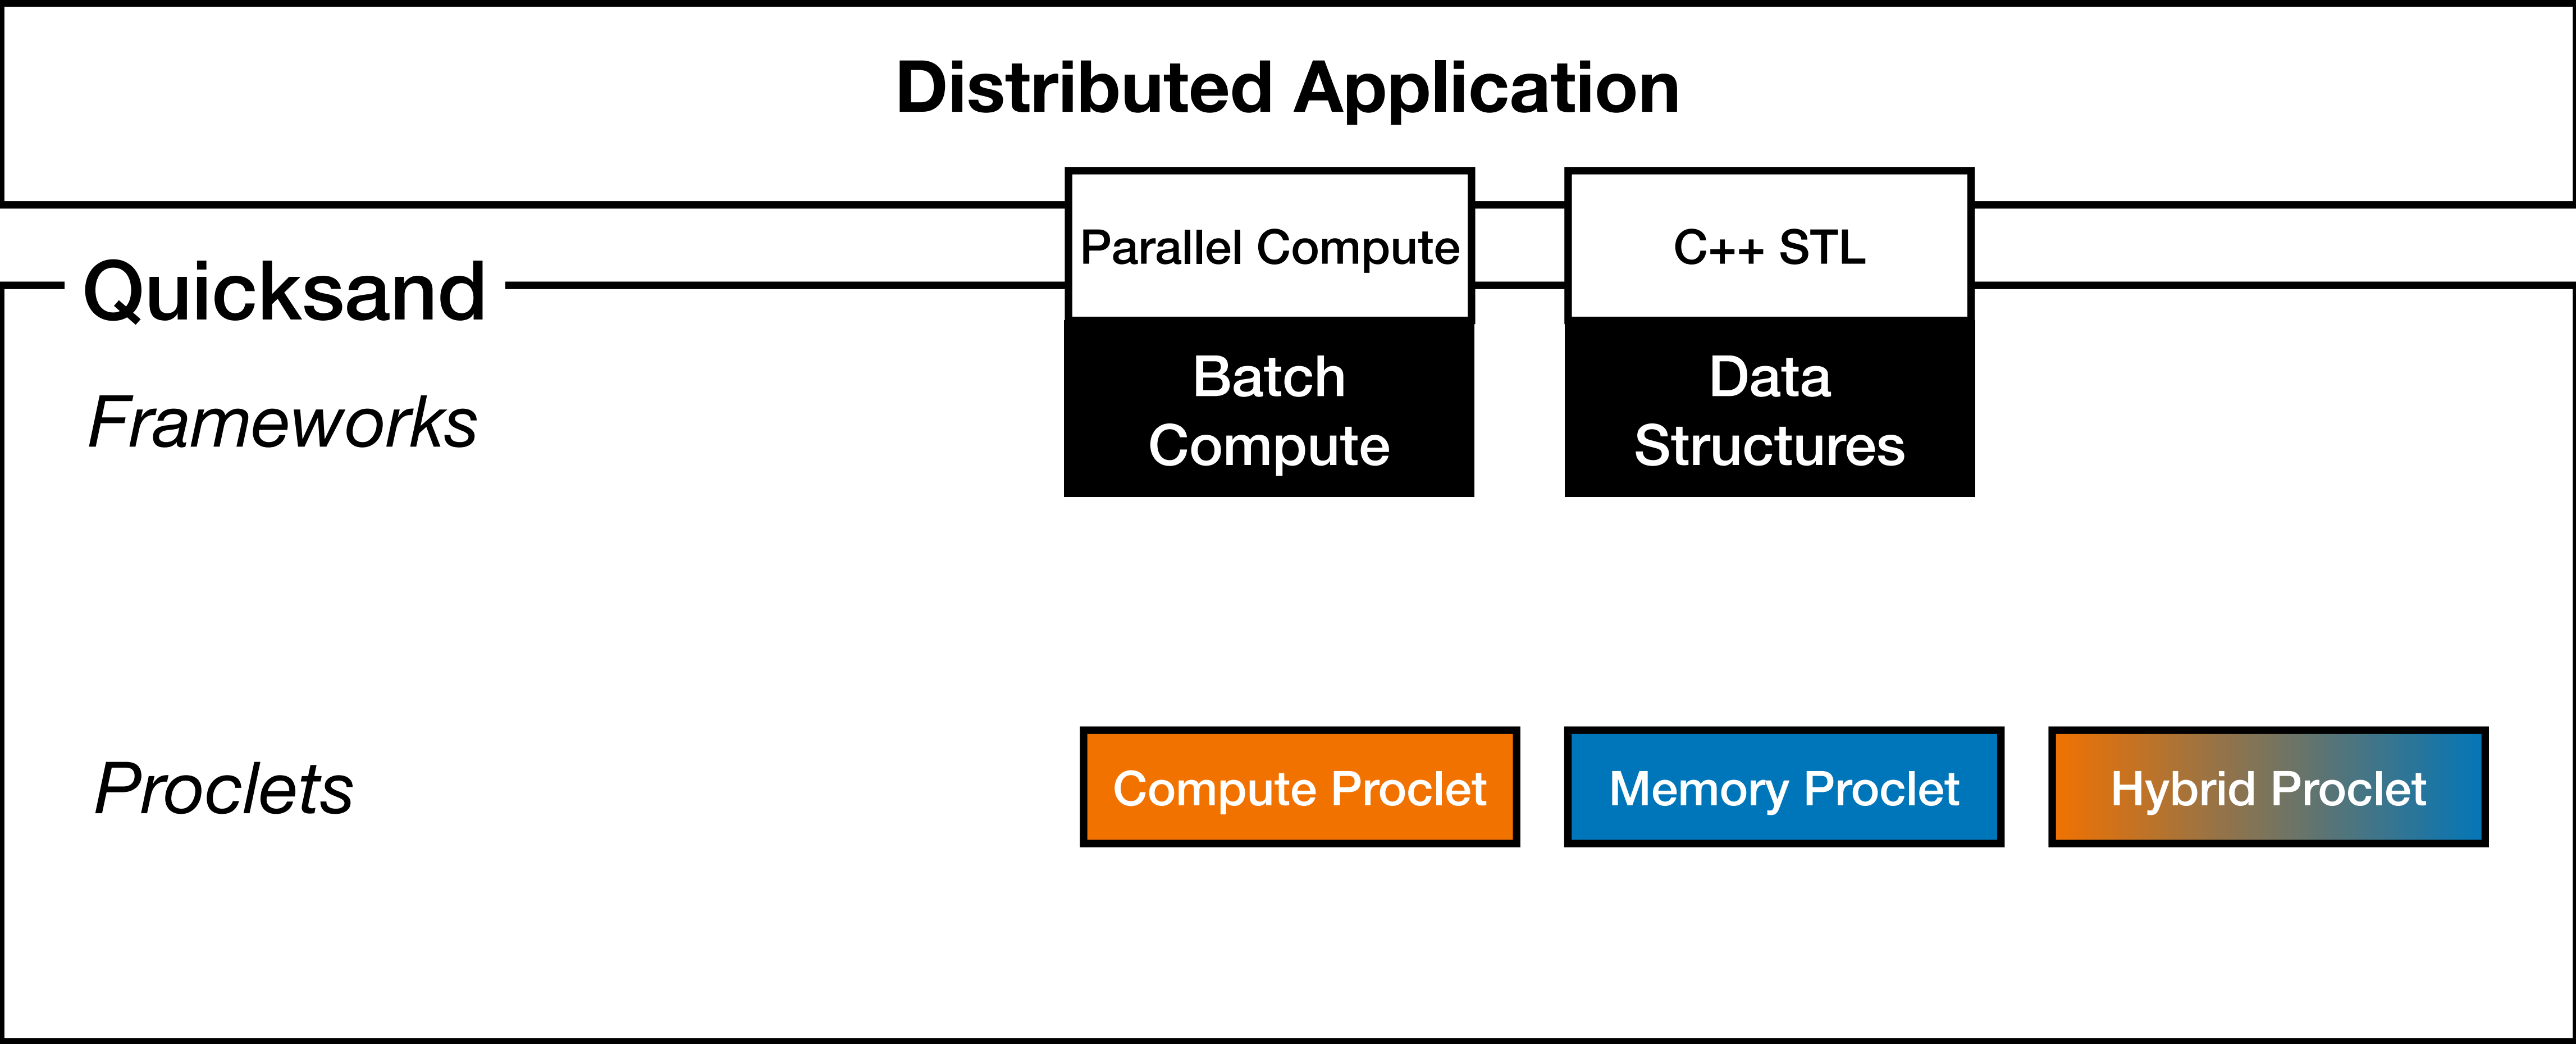 Distributed Application
Parallel Compute
C++ STL
Quicksand
Frameworks
Batch
Compute
Data
Structures
Proclets
Compute Proclet
Memory Proclet
Hybrid Proclet